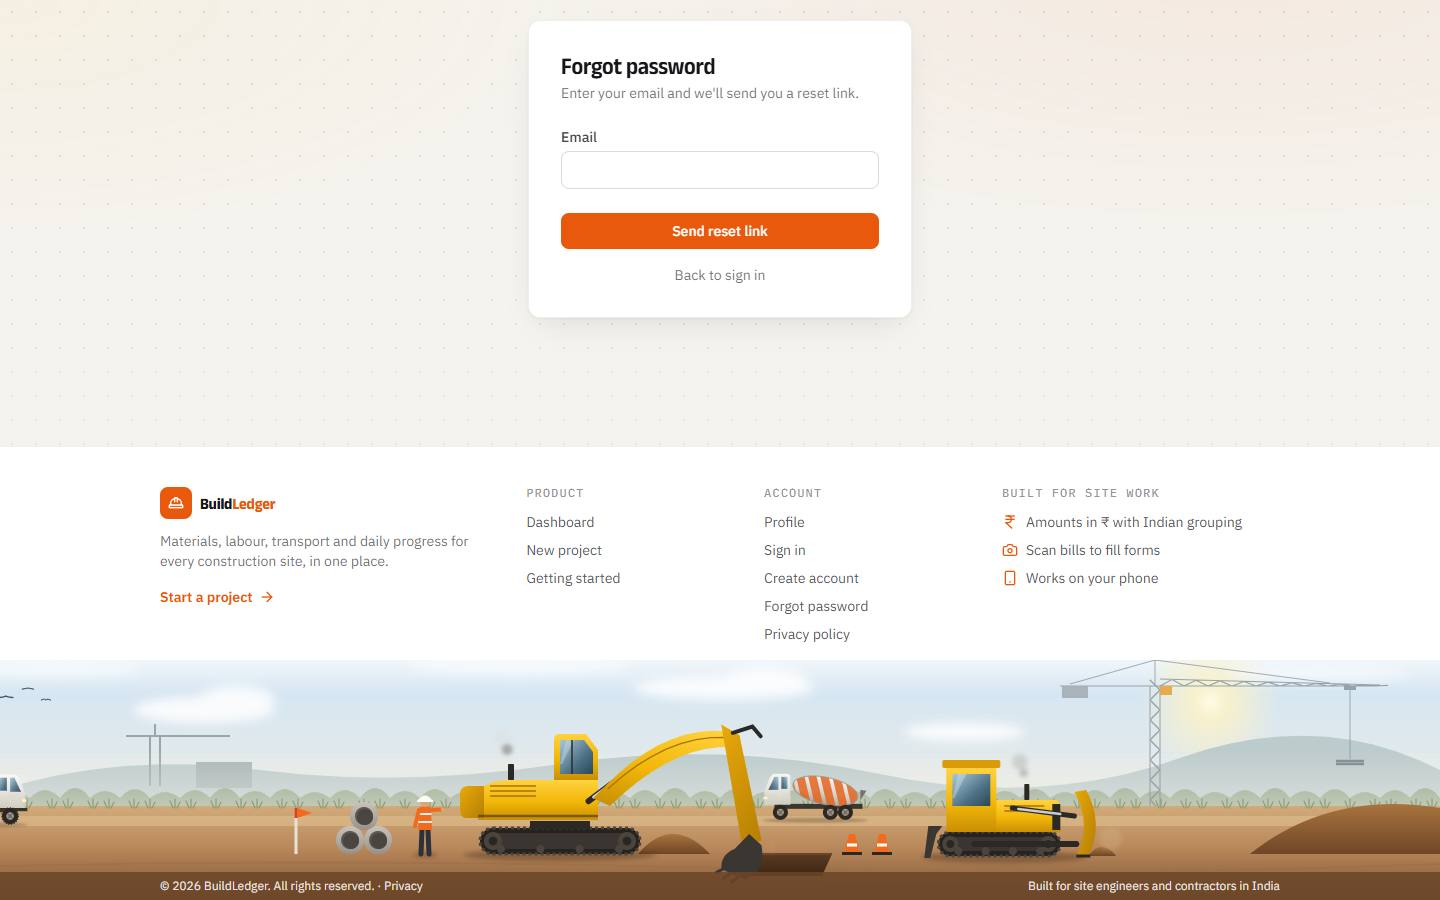 Forgot password
Enter your email and we'll send you a reset link.
Email
Send reset link
Back to sign in
BuildLedger
Materials, labour, transport and daily progress for
every construction site, in one place.
Start a project
PRODUCT
Dashboard
New project
Getting started
ACCOUNT
Profile
Sign in
Create account
Forgot password
Privacy policy
BUILT FOR SITE WORK
Amounts in ₹ with Indian grouping
Scan bills to fill forms
Works on your phone
© 2026 BuildLedger. All rights reserved. · Privacy
Built for site engineers and contractors in India